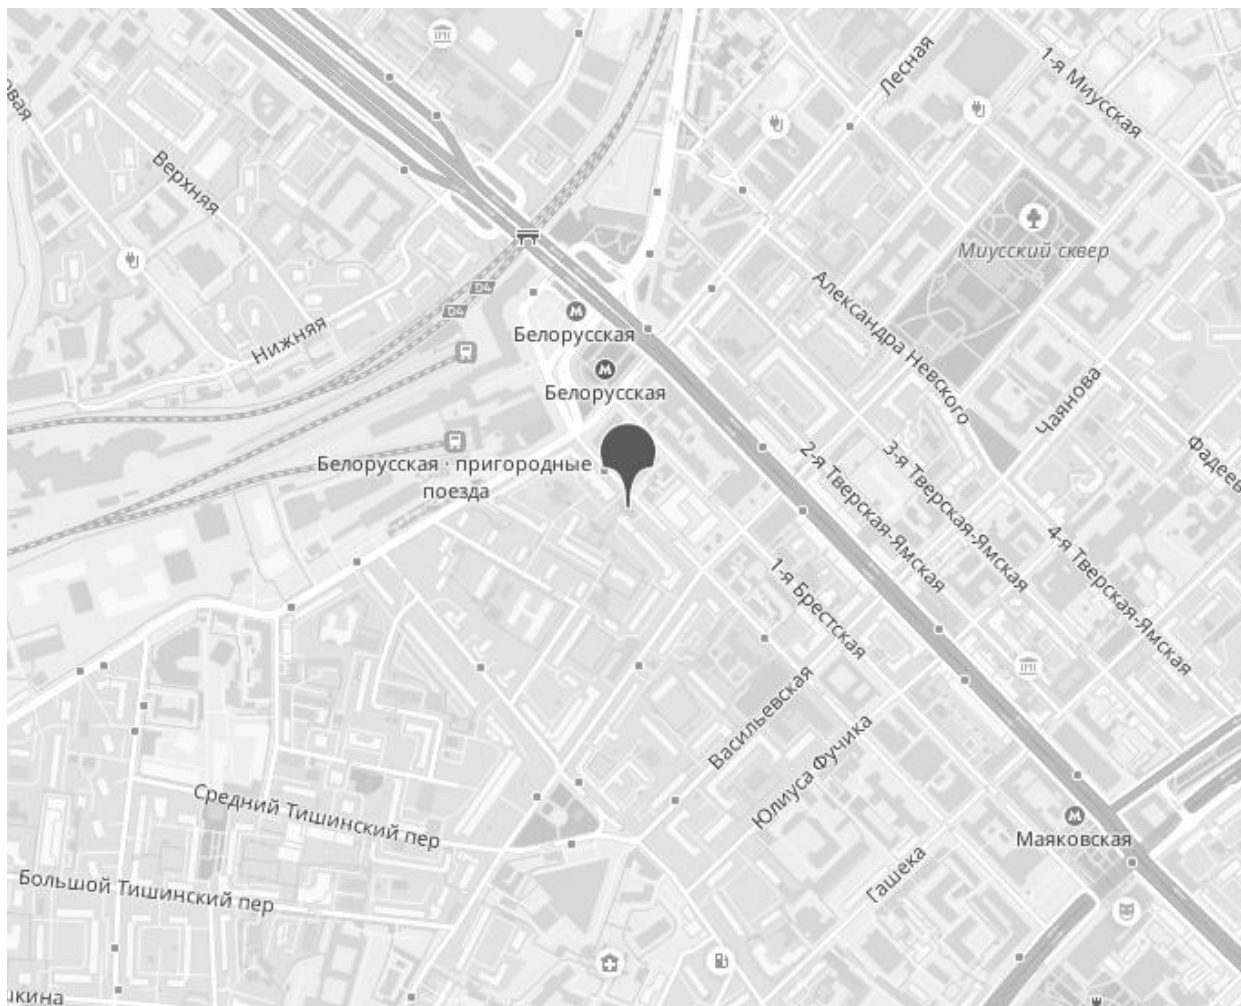 1-я Миусская
Лесная
овая
Верхняя
Миусский сквер
D4
D4
Александра Невского
Нижняя
М
Белорусская
М
Белорусская
Чаянова
Фадеев
Белорусская · пригородные
поезда
2-я Тверская-Ямская
3-я Тверская-Ямская
4-я Тверская-Ямская
1-я Брестская
Васильевская
Юлиуса Фучика
Средний Тишинский пер
М
Маяковская
Гашека
Большой Тишинский пер
шкина